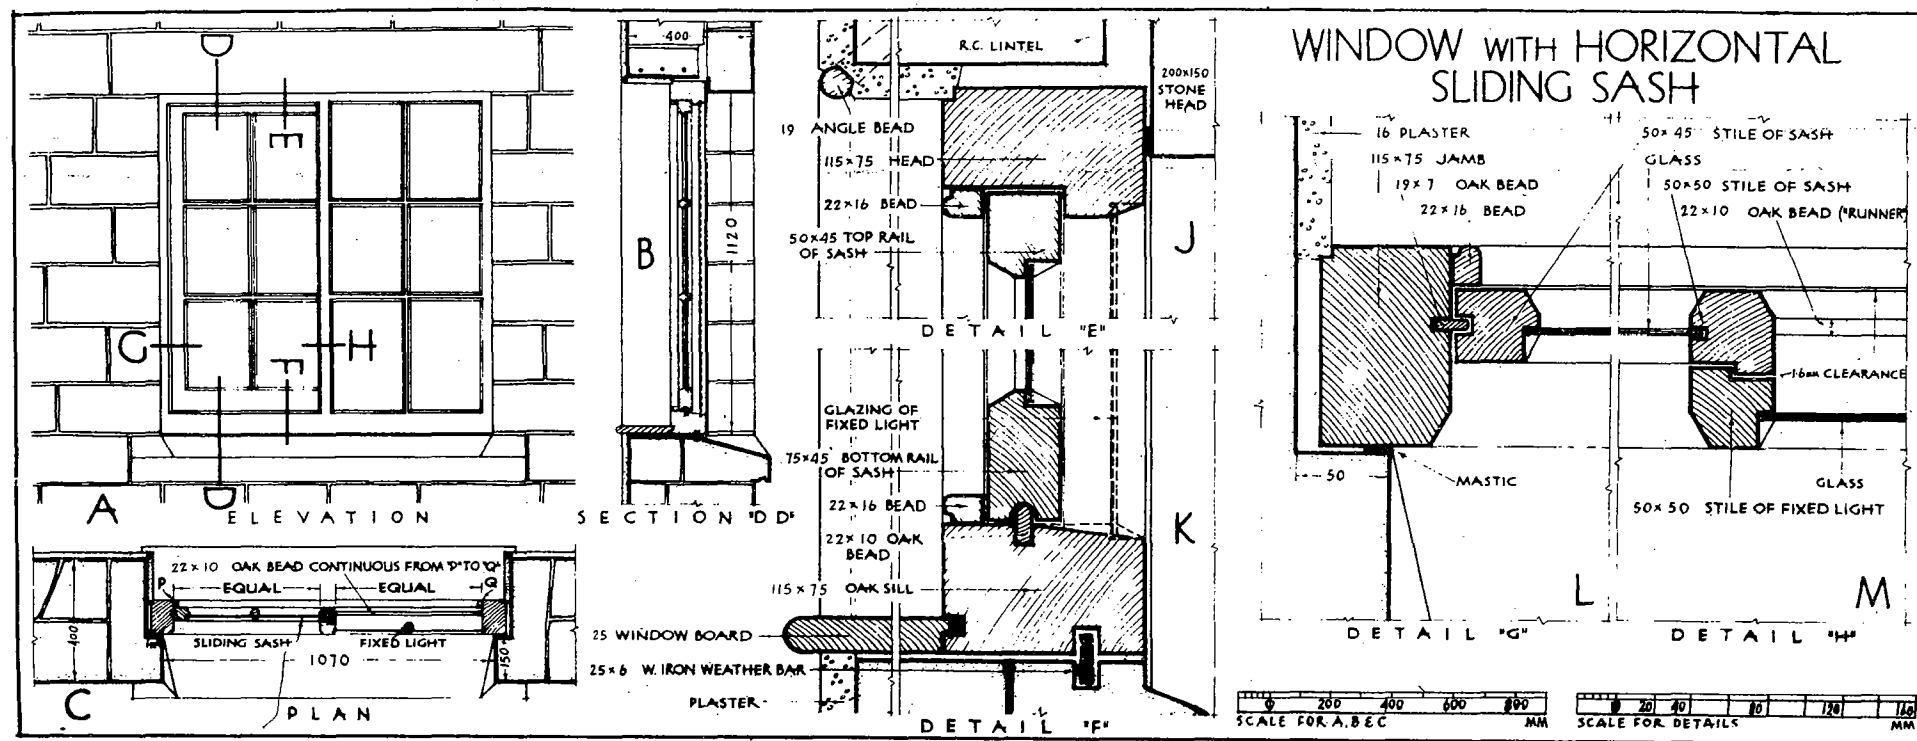 WINDOW WITH HORIZONTAL
SLIDING SASH
D
E
G
H
F
D
A
ELEVATION
400
B
1120
SECTION "DD"
22 x 10 OAK BEAD CONTINUOUS FROM "P" TO "Q"
P
EQUAL
EQUAL
Q
400
SLIDING SASH
FIXED LIGHT
1070
150
C
PLAN
R.C. LINTEL
200x150
STONE
HEAD
19 ANGLE BEAD
115 x 75 HEAD
22 x 16 BEAD
50x45 TOP RAIL
OF SASH
J
DETAIL "E"
GLAZING OF
FIXED LIGHT
75x45 BOTTOM RAIL
OF SASH
22 x 16 BEAD
22 x 10 OAK
BEAD
115 x 75 OAK SILL
K
25 WINDOW BOARD
25 x 6 W. IRON WEATHER BAR
PLASTER
DETAIL "F"
16 PLASTER
115 x 75 JAMB
19 x 7 OAK BEAD
22 x 16 BEAD
50 x 45 STILE OF SASH
GLASS
50x50 STILE OF SASH
22 x 10 OAK BEAD ("RUNNER")
1.6mm CLEARANCE
50
MASTIC
GLASS
50 x 50 STILE OF FIXED LIGHT
L
M
DETAIL "G"
DETAIL "H"
0 200 400 600 800
SCALE FOR A, B & C MM
0 20 40 80 120 160
SCALE FOR DETAILS MM